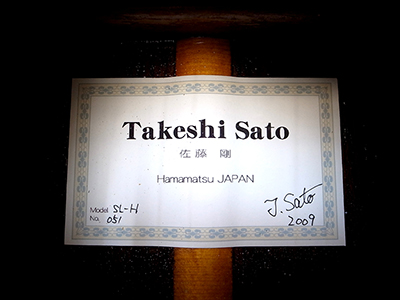 Takeshi Sato
佐藤 剛
Hamamatsu JAPAN
Model SL-H
No. 051
J. Sato
2009